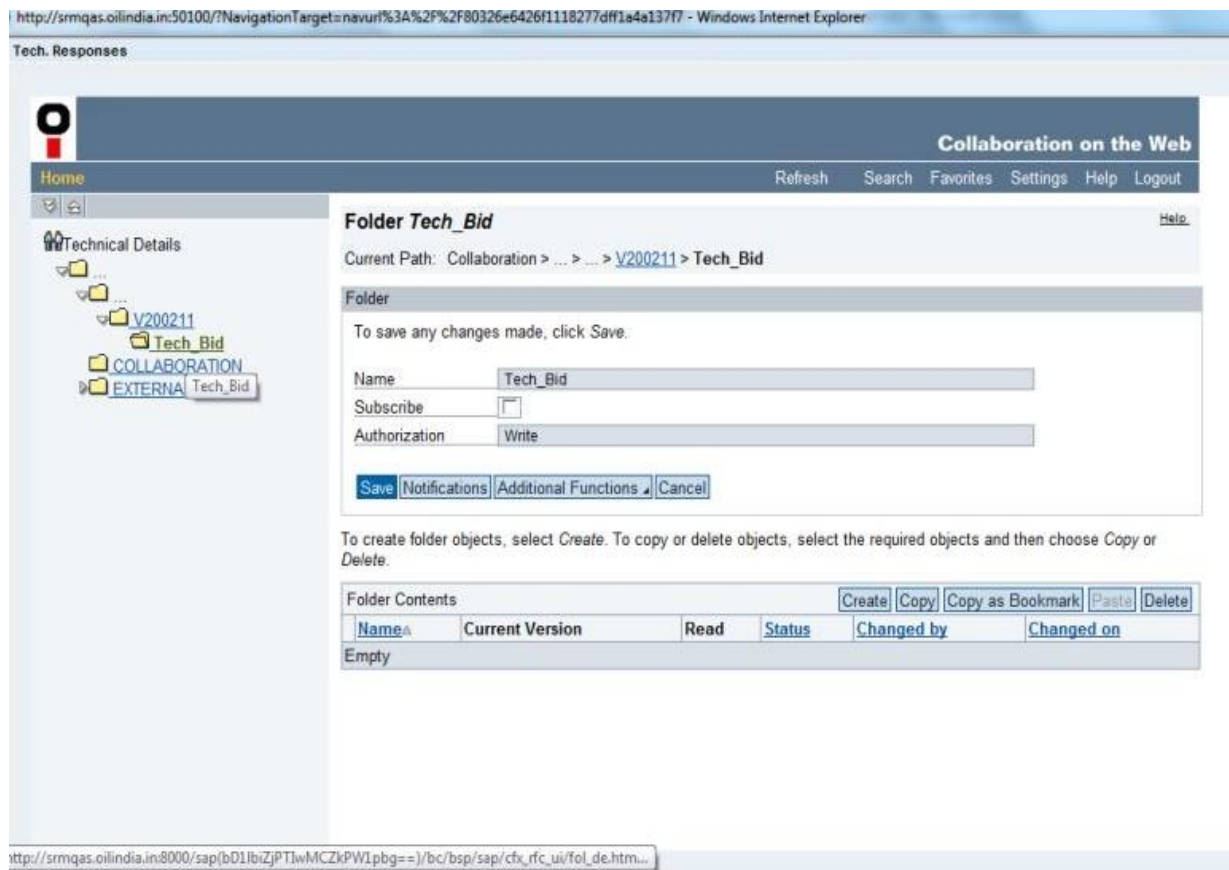 http://srmqas.oilindia.in:50100/?NavigationTarget=navurl%3A%2F%2F80326e6426f1118277dff1a4a137f7 - Windows Internet Explorer
Tech. Responses
Collaboration on the Web
Home Refresh Search Favorites Settings Help Logout
Technical Details
...
...
V200211
Tech_Bid
COLLABORATION
EXTERNA
Tech_Bid
Folder Tech_Bid
Help
Current Path: Collaboration > ... > ... > V200211 > Tech_Bid
Folder
To save any changes made, click Save.
Name Tech_Bid
Subscribe
Authorization Write
Save Notifications Additional Functions Cancel
To create folder objects, select Create. To copy or delete objects, select the required objects and then choose Copy or
Delete.
Folder Contents Create Copy Copy as Bookmark Paste Delete
Name Current Version Read Status Changed by Changed on
Empty
ttp://srmqas.oilindia.in:8000/sap(bD1lbiZjPTIwMCZkPW1pbg==)/bc/bsp/sap/cfx_rfc_ui/fol_de.htm...